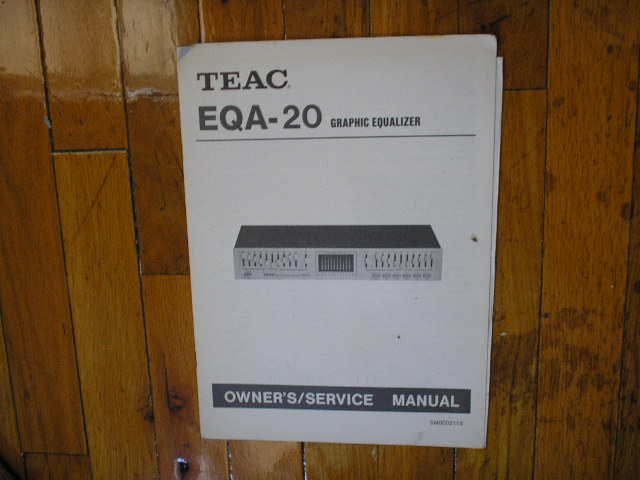 TEAC
EQA-20 GRAPHIC EQUALIZER
OWNER'S/SERVICE MANUAL